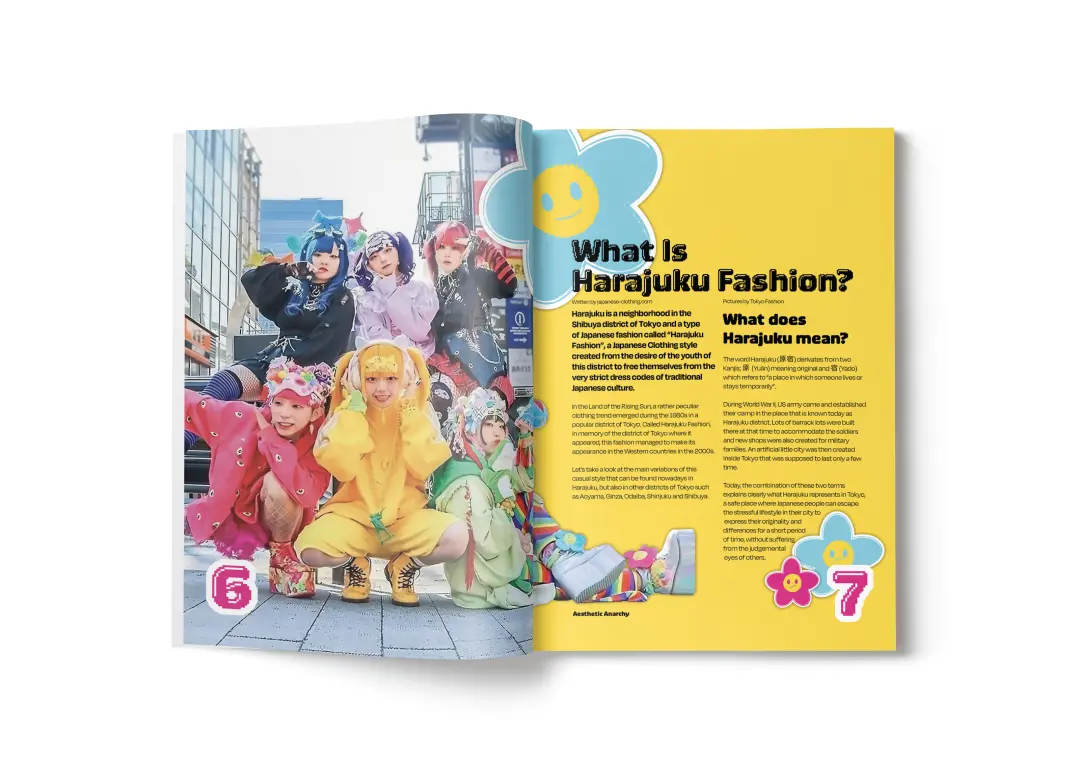 What Is
Harajuku Fashion?
Written by japanese-clothing.com
Harajuku is a neighborhood in the
Shibuya district of Tokyo and a type
of Japanese fashion called “Harajuku
Fashion”, a Japanese Clothing style
created from the desire of the youth of
this district to free themselves from the
very strict dress codes of traditional
Japanese culture.
In the Land of the Rising Sun, a rather peculiar
clothing trend emerged during the 1980s in a
popular district of Tokyo. Called Harajuku Fashion,
in memory of the district of Tokyo where it
appeared, this fashion managed to make its
appearance in the Western countries in the 2000s.
Let's take a look at the main variations of this
casual style that can be found nowadays in
Harajuku, but also in other districts of Tokyo such
as Aoyama, Ginza, Odaiba, Shinjuku and Shibuya.
Pictures by Tokyo Fashion
What does
Harajuku mean?
The word Harajuku (原宿) derivates from two
Kanjis; 原 (Yuán) meaning original and 宿 (Yado)
which refers to “a place in which someone lives or
stays temporarily”.
During World War II, US army came and established
their camp in the place that is known today as
Harajuku district. Lots of barrack lots were built
there at that time to accommodate the soldiers
and new shops were also created for military
families. An artificial little city was then created
inside Tokyo that was supposed to last only a few
time.
Today, the combination of these two terms
explains clearly what Harajuku represents in Tokyo,
a safe place where Japanese people can escape
the stressful lifestyle in their city to
express their originality and
differences for a short period
of time, without suffering
from the judgemental
eyes of others.
6
Aesthetic Anarchy
7